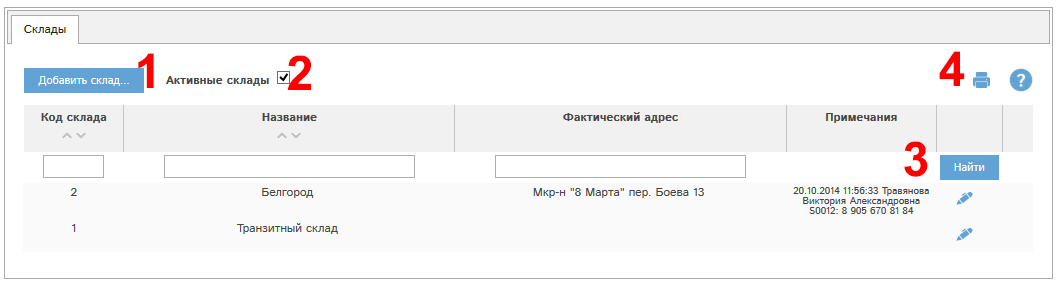 Склады
Добавить склад... 1 Активные склады 2 4 ?
Код склада Название Фактический адрес Примечания
3 Найти
2 Белгород Мкр-н "8 Марта" пер. Боева 13 20.10.2014 11:56:33 Травянова
Виктория Александровна
S0012: 8 905 670 81 84
1 Транзитный склад